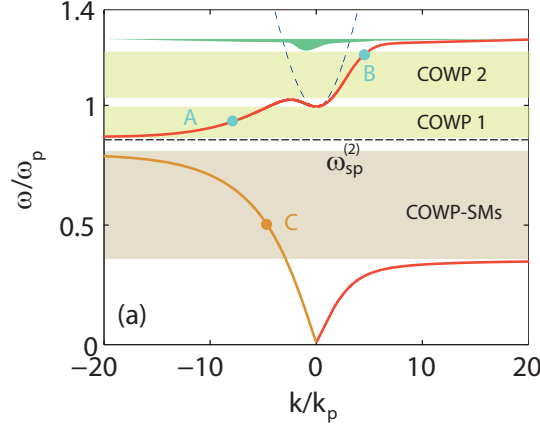 1.4
1
0.5
0
ω/ω_p
COWP 2
B
A
COWP 1
ω_sp^(2)
COWP-SMs
C
(a)
−20
−10
0
10
20
k/k_p